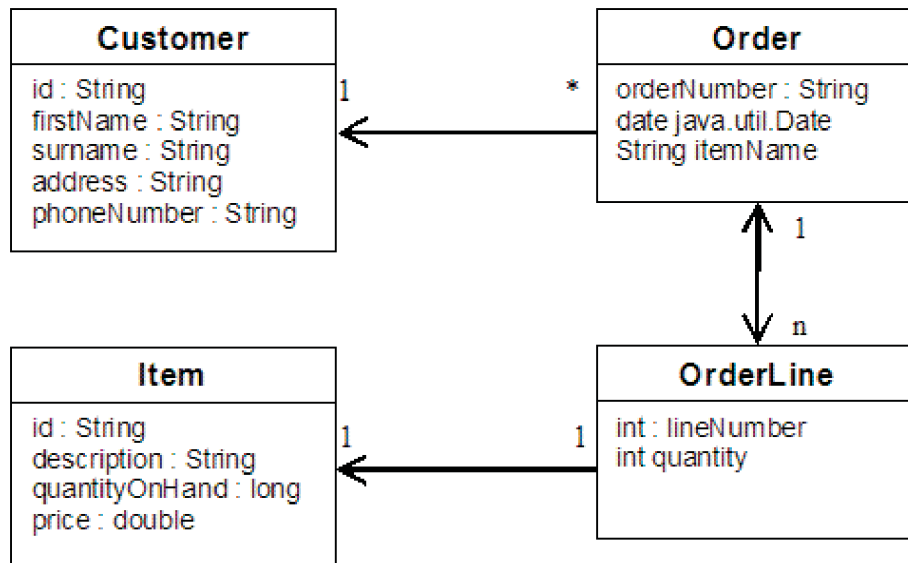 Customer
id : String
firstName : String
surname : String
address : String
phoneNumber : String
1
*
Order
orderNumber : String
date java.util.Date
String itemName
1
n
Item
id : String
description : String
quantityOnHand : long
price : double
1
1
OrderLine
int : lineNumber
int quantity